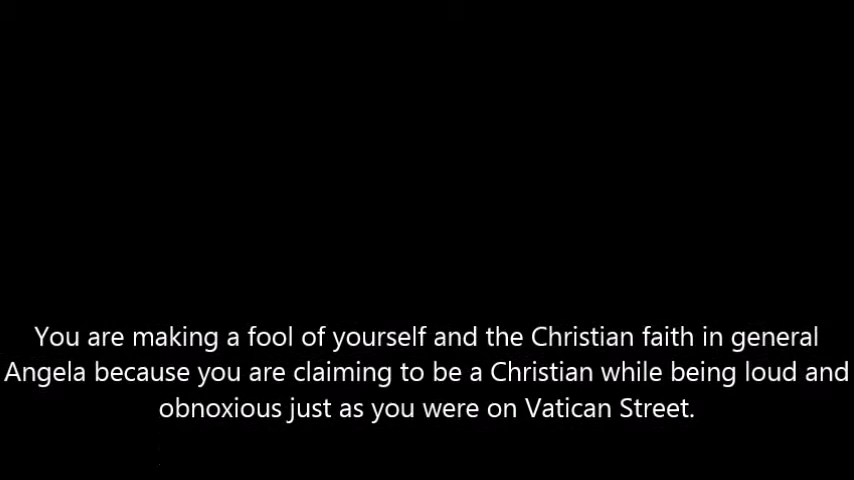 You are making a fool of yourself and the Christian faith in general
Angela because you are claiming to be a Christian while being loud and
obnoxious just as you were on Vatican Street.